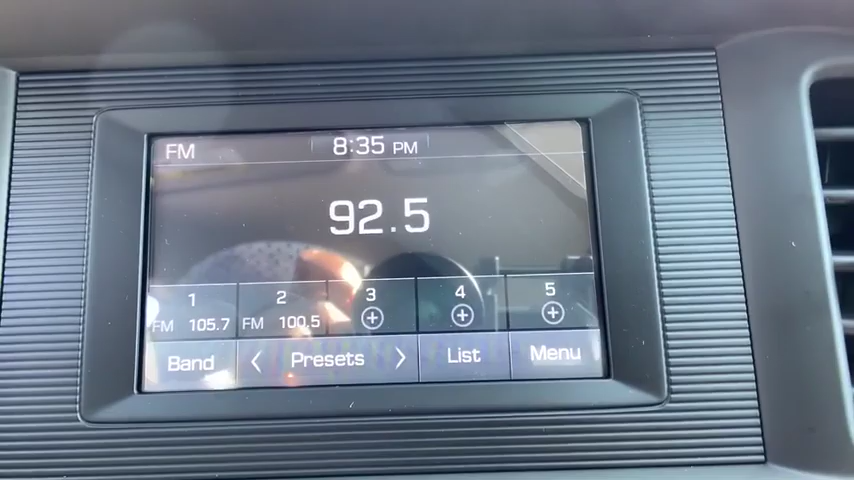 FM 8:35 PM
92.5
1 2 3 4 5
FM 105.7 FM 100.5
Band < Presets > List Menu